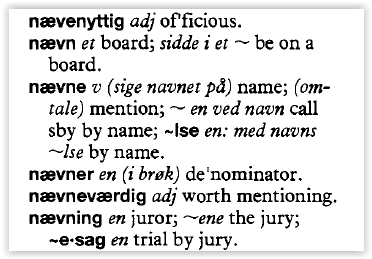 nævenyttig adj of'ficious.
nævn et board; sidde i et ~ be on a
board.
nævne v (sige navnet på) name; (om-
tale) mention; ~ en ved navn call
sby by name; ~lse en: med navns
~lse by name.
nævner en (i brøk) de'nominator.
nævneværdig adj worth mentioning.
nævning en juror; ~ene the jury;
~e•sag en trial by jury.